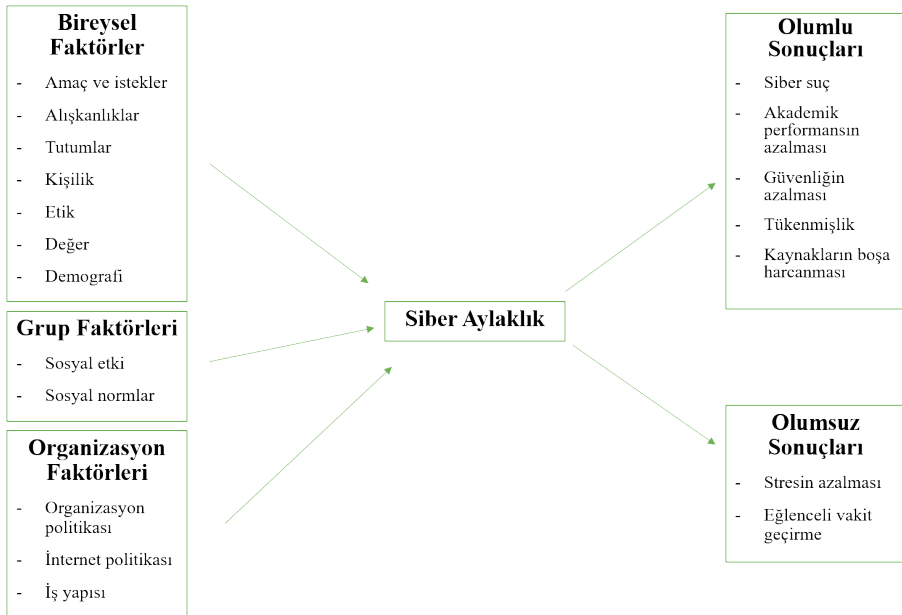 Bireysel
Faktörler
- Amaç ve istekler
- Alışkanlıklar
- Tutumlar
- Kişilik
- Etik
- Değer
- Demografi
Grup Faktörleri
- Sosyal etki
- Sosyal normlar
Organizasyon
Faktörleri
- Organizasyon
politikası
- İnternet politikası
- İş yapısı
Siber Aylaklık
Olumlu
Sonuçları
- Siber suç
- Akademik
performansın
azalması
- Güvenliğin
azalması
- Tükenmişlik
- Kaynakların boşa
harcanması
Olumsuz
Sonuçları
- Stresin azalması
- Eğlenceli vakit
geçirme